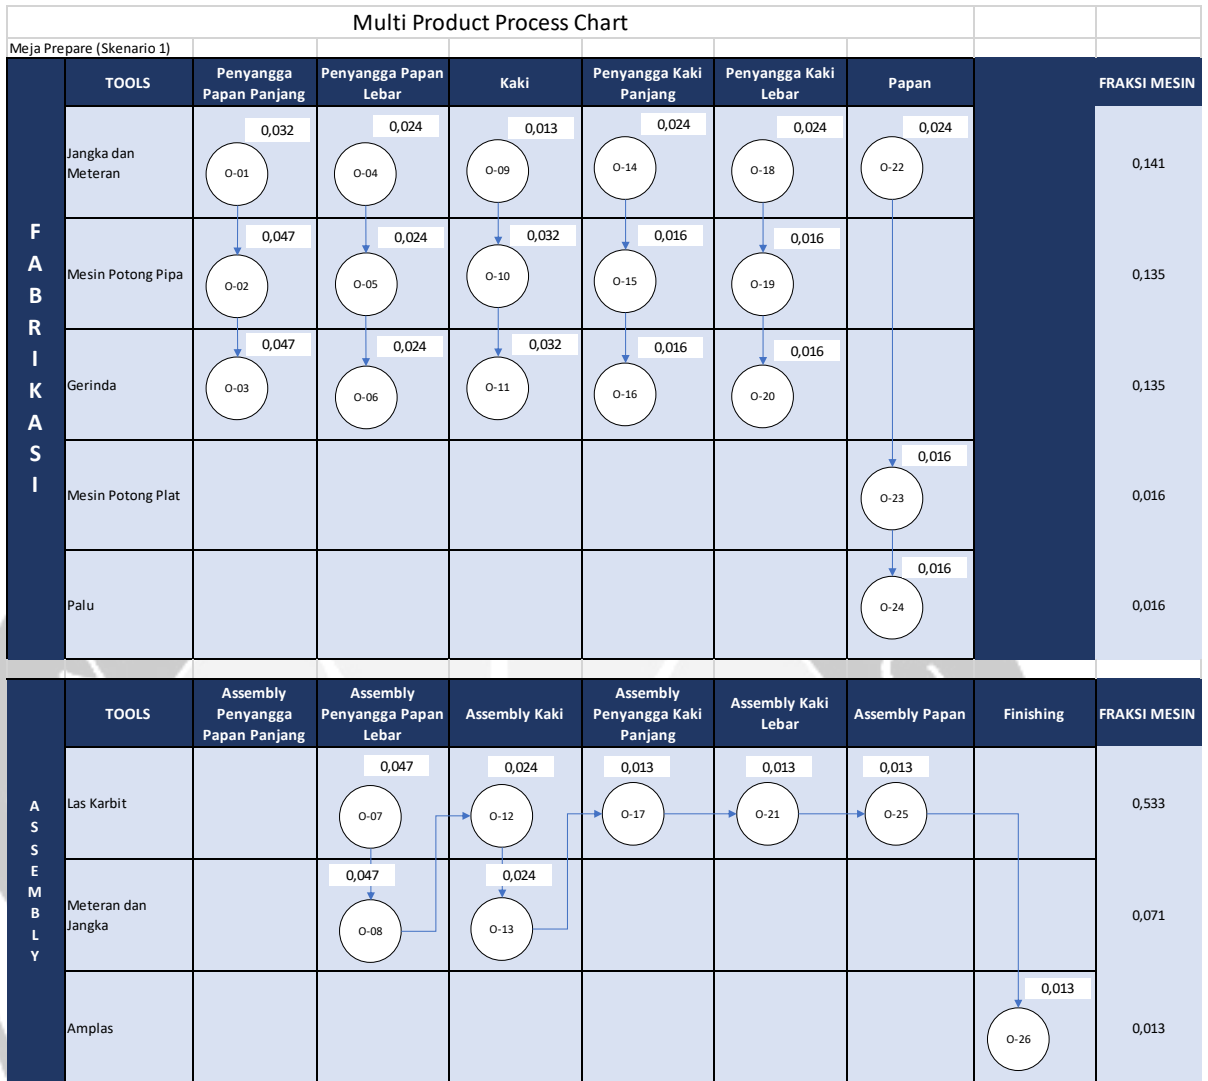 Multi Product Process Chart
Meja Prepare (Skenario 1)
FABRIKASI
TOOLS
Penyangga
Papan Panjang
Penyangga Papan
Lebar
Kaki
Penyangga Kaki
Panjang
Penyangga Kaki
Lebar
Papan
FRAKSI MESIN
Jangka dan
Meteran
0,032
O-01
0,024
O-04
0,013
O-09
0,024
O-14
0,024
O-18
0,024
O-22
0,141
Mesin Potong Pipa
0,047
O-02
0,024
O-05
0,032
O-10
0,016
O-15
0,016
O-19
0,135
Gerinda
0,047
O-03
0,024
O-06
0,032
O-11
0,016
O-16
0,016
O-20
0,135
Mesin Potong Plat
0,016
O-23
0,016
Palu
0,016
O-24
0,016
ASSEMBLY
TOOLS
Assembly
Penyangga
Papan Panjang
Assembly
Penyangga Papan
Lebar
Assembly Kaki
Assembly
Penyangga Kaki
Panjang
Assembly Kaki
Lebar
Assembly Papan
Finishing
FRAKSI MESIN
Las Karbit
0,047
O-07
0,024
O-12
0,013
O-17
0,013
O-21
0,013
O-25
0,533
Meteran dan
Jangka
0,047
O-08
0,024
O-13
0,071
Amplas
0,013
O-26
0,013